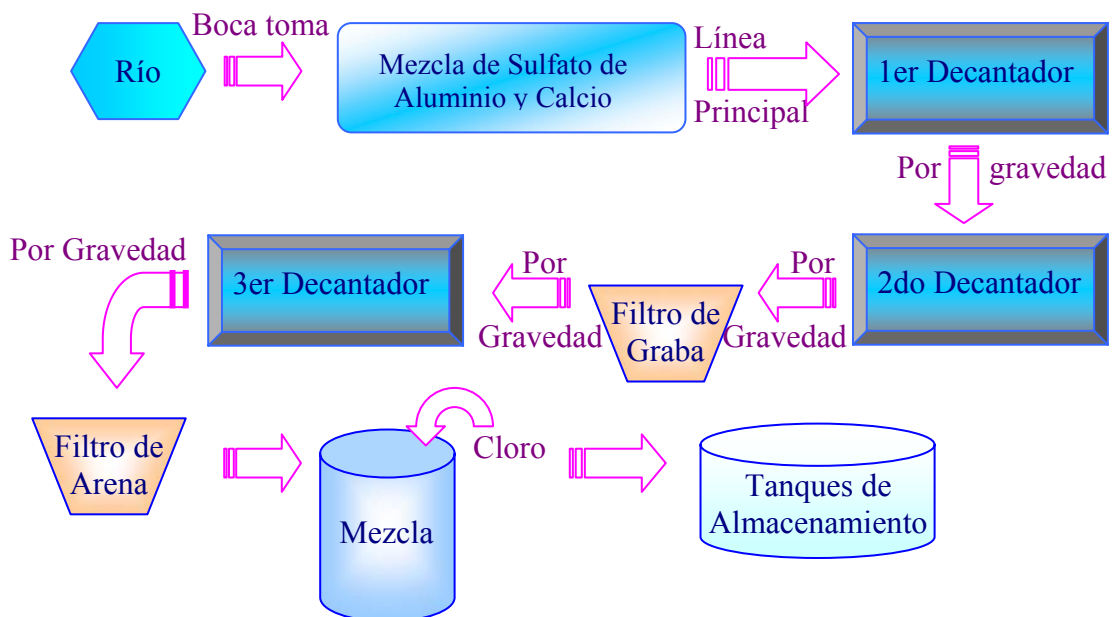 Río
Boca toma
Mezcla de Sulfato de
Aluminio y Calcio
Línea
Principal
1er Decantador
Por gravedad
2do Decantador
Por
Gravedad
Filtro de
Graba
Por
Gravedad
3er Decantador
Por Gravedad
Filtro de
Arena
Mezcla
Cloro
Tanques de
Almacenamiento